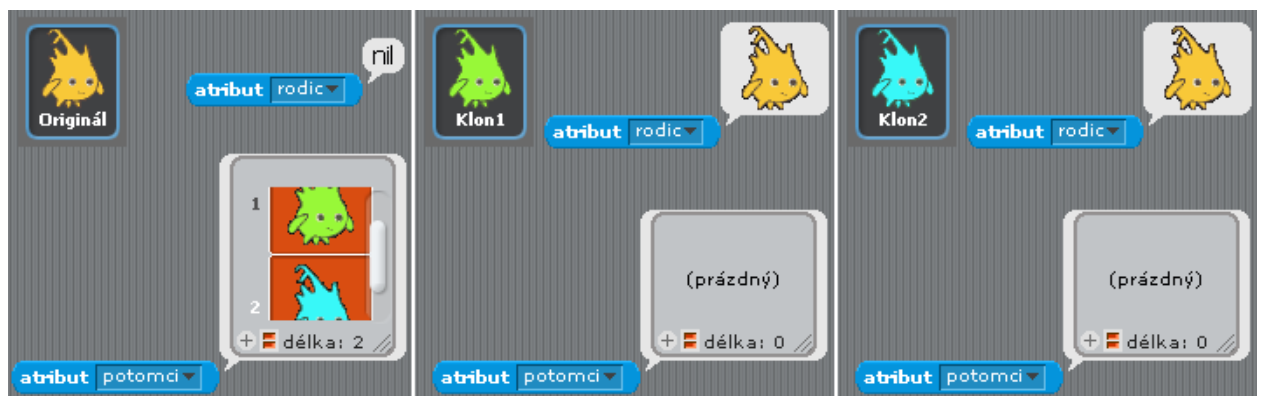 nil
atribut rodic
Originál
1
2
délka: 2
atribut potomci
Klon1
atribut rodic
(prázdný)
délka: 0
atribut potomci
Klon2
atribut rodic
(prázdný)
délka: 0
atribut potomci